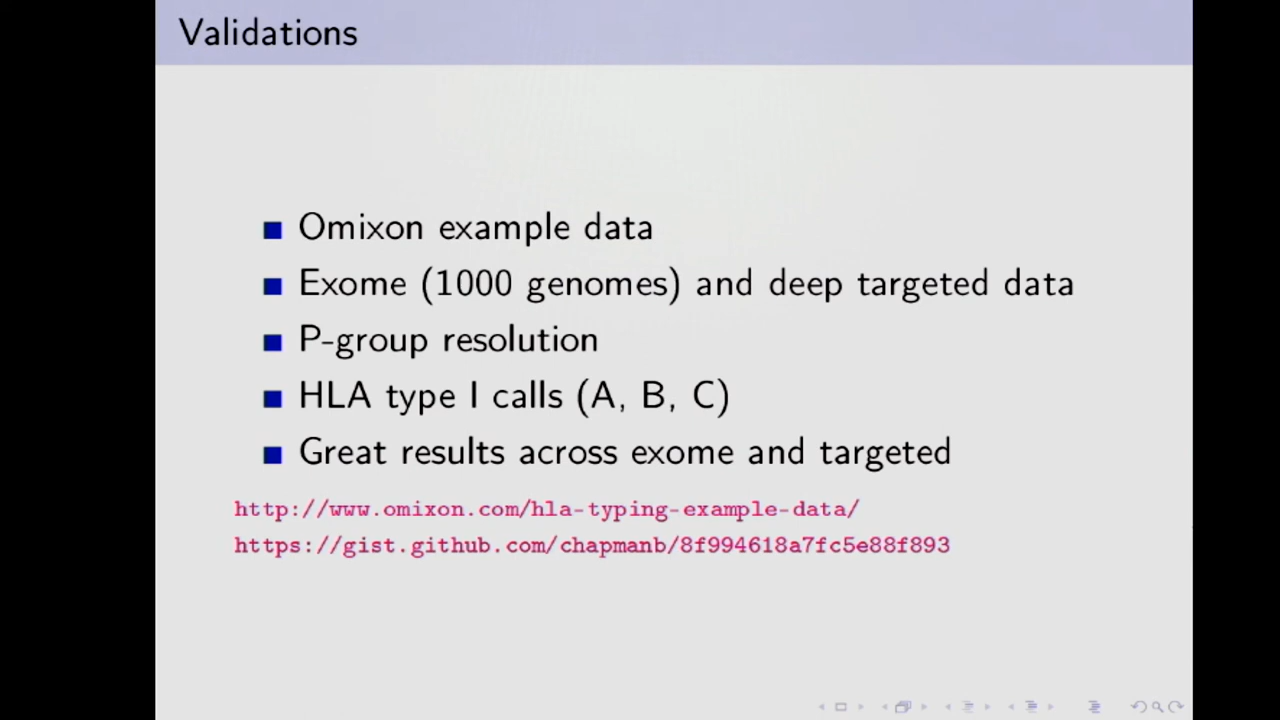 Validations
Omixon example data
Exome (1000 genomes) and deep targeted data
P-group resolution
HLA type I calls (A, B, C)
Great results across exome and targeted
http://www.omixon.com/hla-typing-example-data/
https://gist.github.com/chapmanb/8f994618a7fc5e88f893